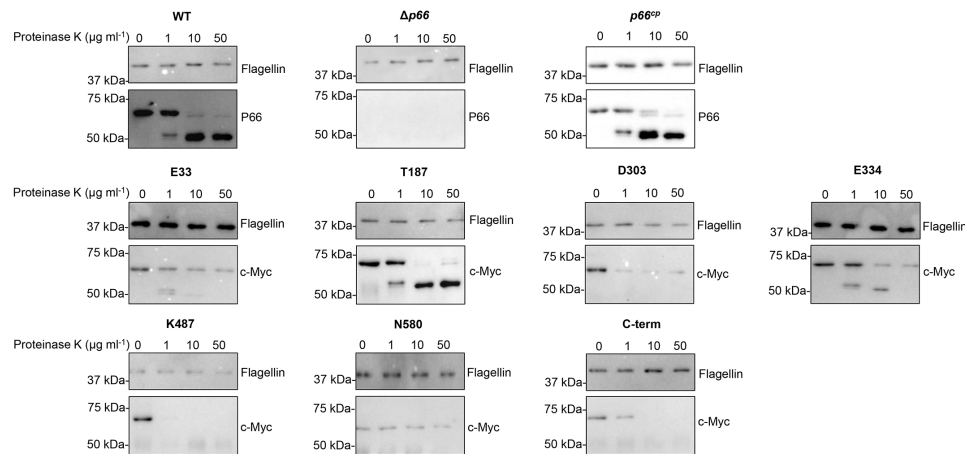 WT Δp66 p66cp
Proteinase K (µg ml-1) 0 1 10 50 0 1 10 50 0 1 10 50
37 kDa- Flagellin 37 kDa- Flagellin 37 kDa- Flagellin
75 kDa- 75 kDa- 75 kDa-
P66 P66 P66
50 kDa- 50 kDa- 50 kDa-
E33 T187 D303 E334
Proteinase K (µg ml-1) 0 1 10 50 0 1 10 50 0 1 10 50 0 1 10 50
37 kDa- Flagellin 37 kDa- Flagellin 37 kDa- Flagellin 37 kDa- Flagellin
75 kDa- 75 kDa- 75 kDa- 75 kDa-
c-Myc c-Myc c-Myc c-Myc
50 kDa- 50 kDa- 50 kDa- 50 kDa-
K487 N580 C-term
Proteinase K (µg ml-1) 0 1 10 50 0 1 10 50 0 1 10 50
37 kDa- Flagellin 37 kDa- Flagellin 37 kDa- Flagellin
75 kDa- 75 kDa- 75 kDa-
c-Myc c-Myc c-Myc
50 kDa- 50 kDa- 50 kDa-